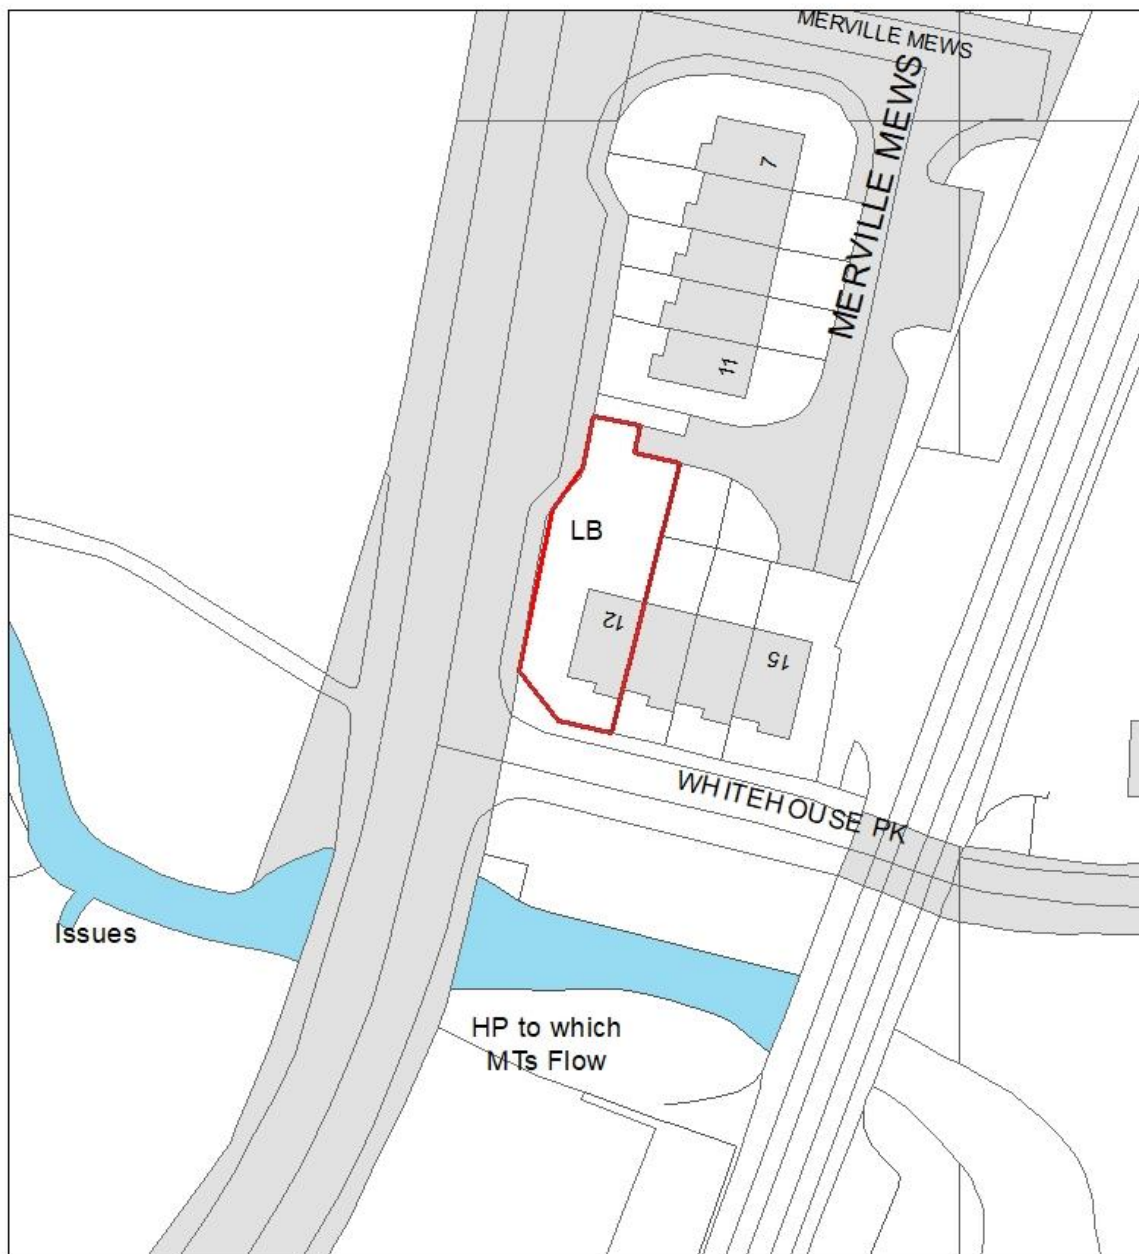 MERVILLE MEWS
MERVILLE MEWS
7
11
LB
12
15
WHITEHOUSE PK
Issues
HP to which
MTs Flow